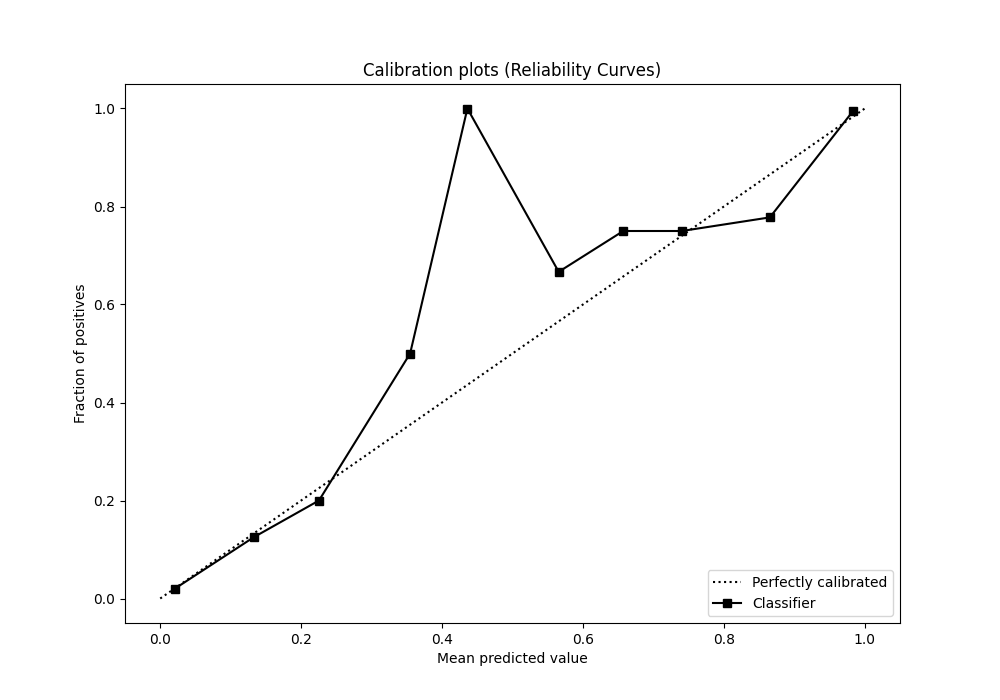 Calibration plots (Reliability Curves)
1.0
0.8
0.6
0.4
0.2
0.0
Fraction of positives
0.0 0.2 0.4 0.6 0.8 1.0
Mean predicted value
Perfectly calibrated
Classifier